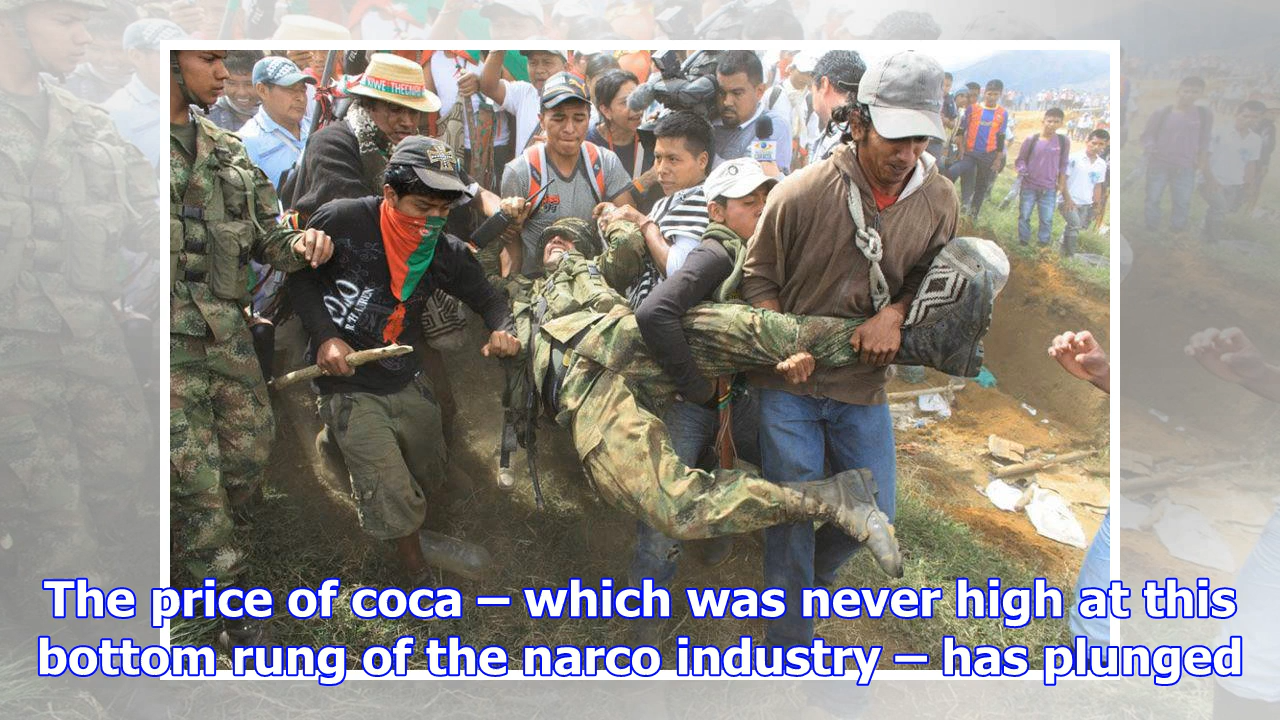 The price of coca – which was never high at this
bottom rung of the narco industry – has plunged